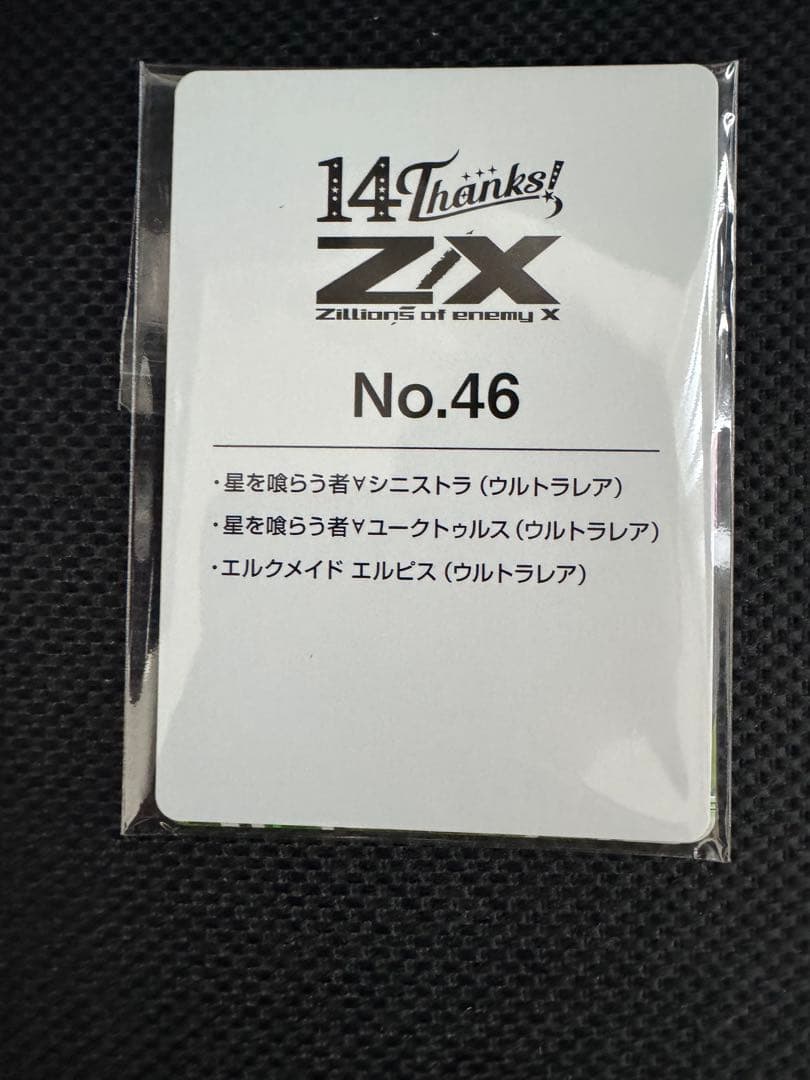 14Thanks!
Z/X
Zillions of enemy X
No.46
・星を喰らう者∀シニストラ（ウルトラレア）
・星を喰らう者∀ユークトゥルス（ウルトラレア）
・エルクメイド エルピス（ウルトラレア）